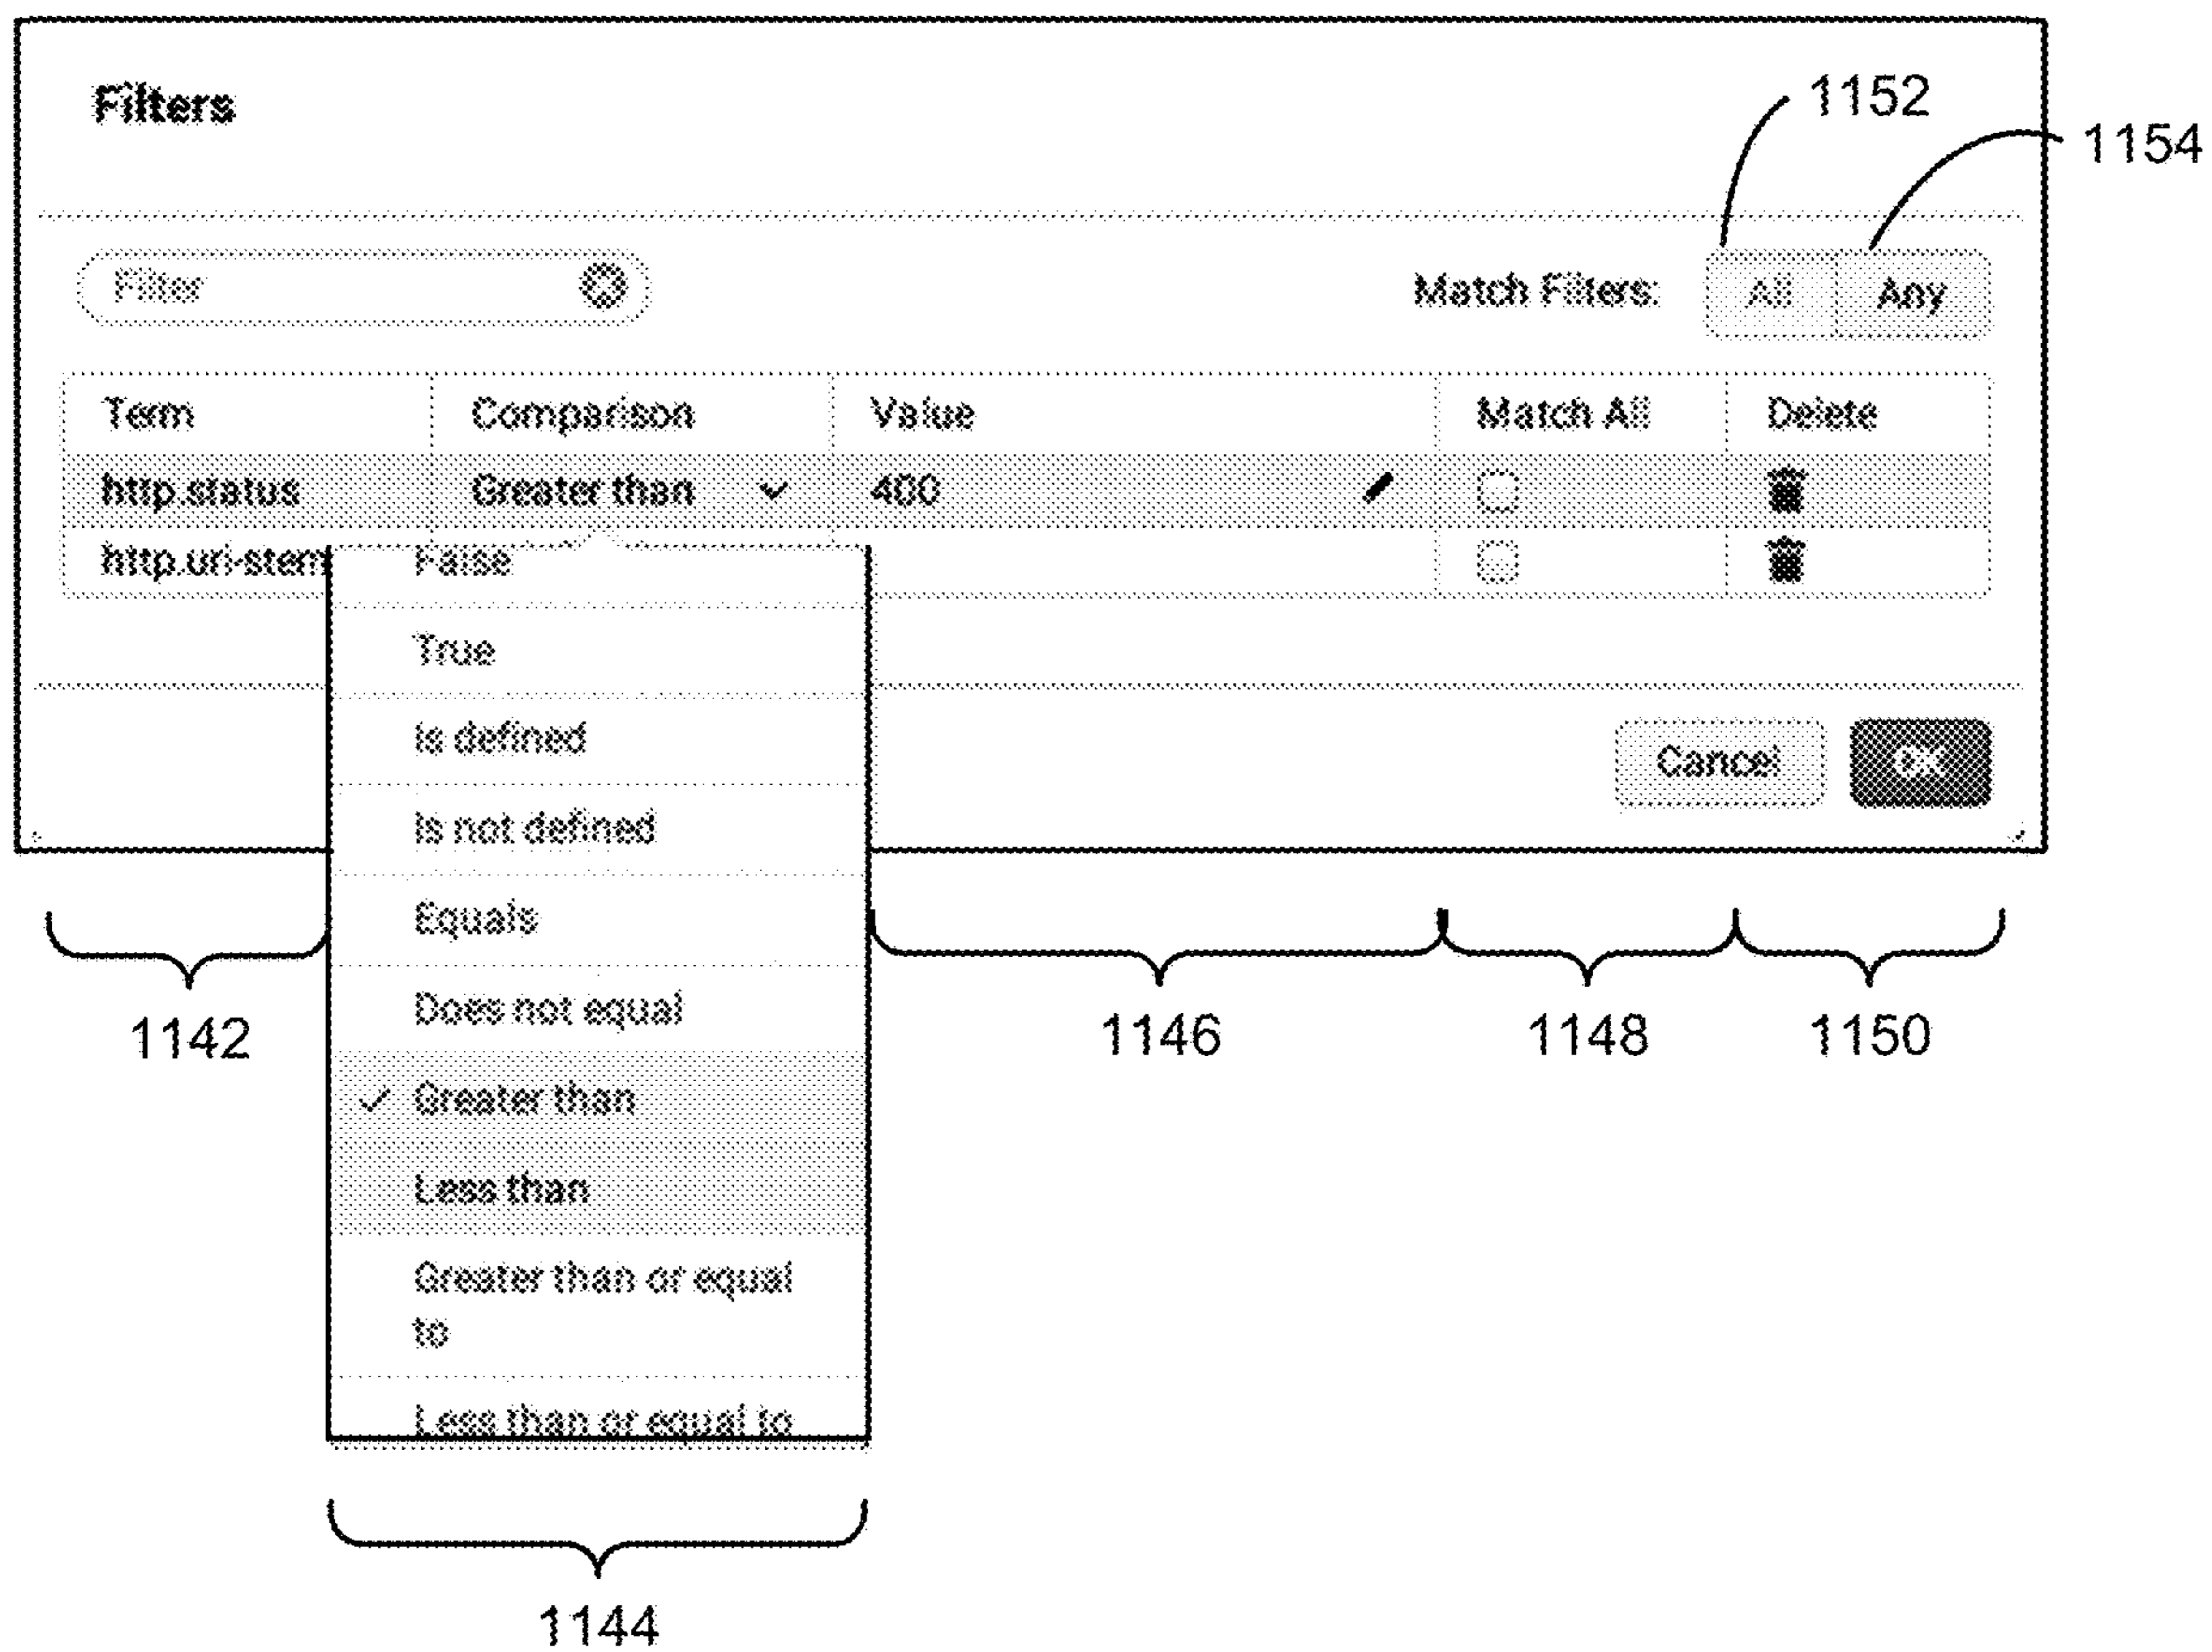 Filters
1152
1154
Filter
Match Filters: All Any
Term Comparison Value Match All Delete
http.status Greater than 400
http.uri-stem
False
True
Is defined
Is not defined
Equals
Does not equal
Greater than
Less than
Greater than or equal
to
Less than or equal to
Cancel OK
1142
1146
1148
1150
1144